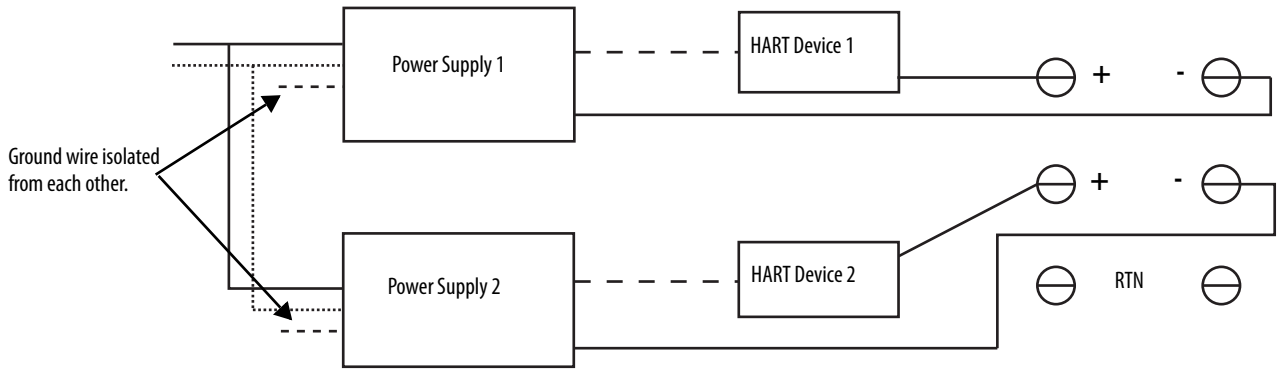 Power Supply 1
HART Device 1
+ -
Ground wire isolated
from each other.
+ -
Power Supply 2
HART Device 2
RTN